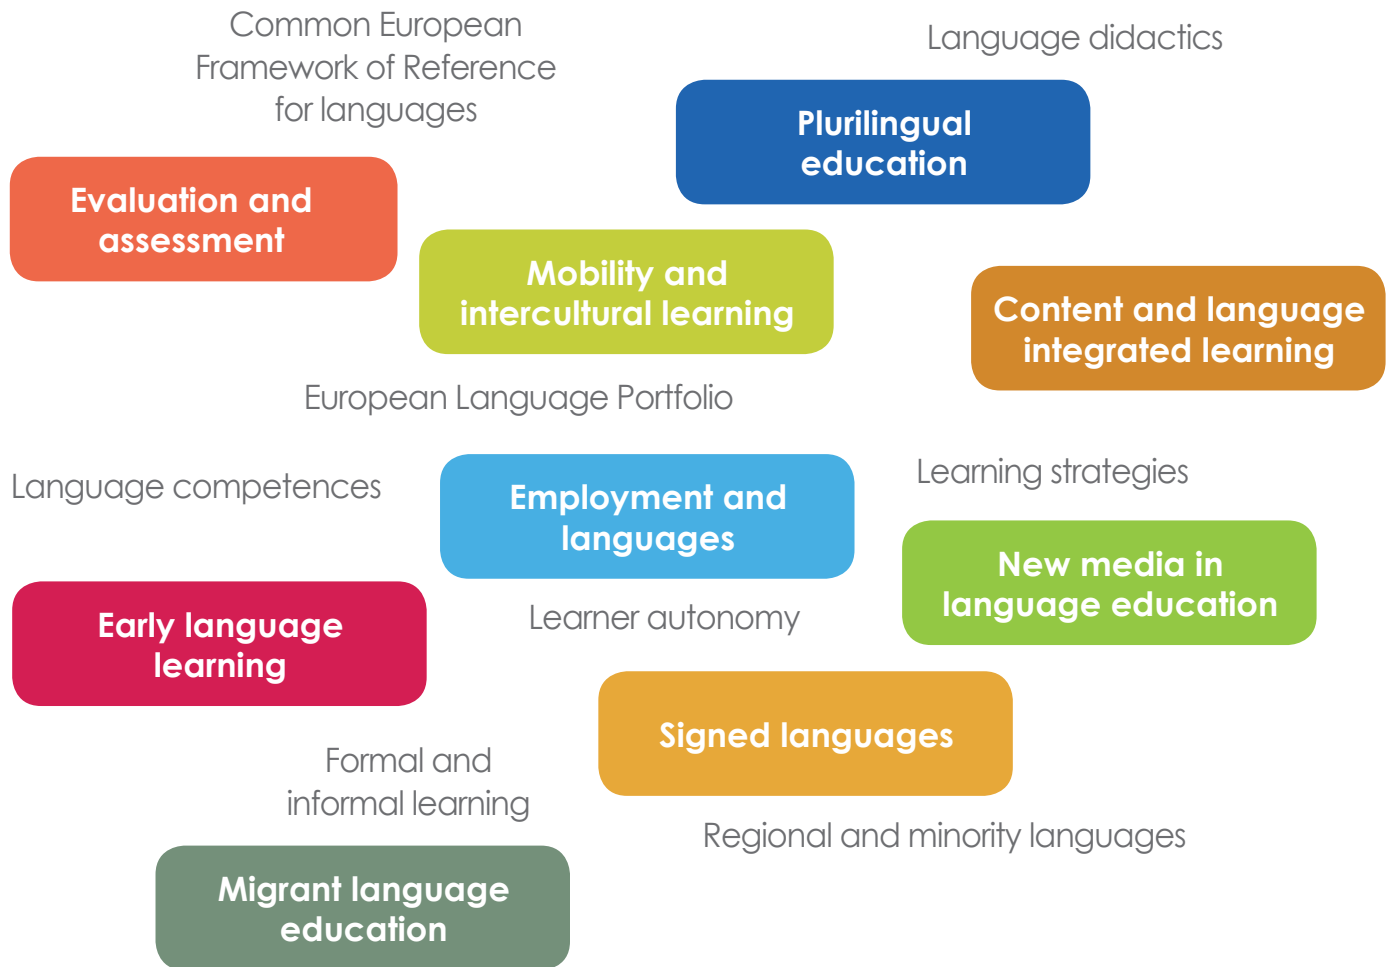 Common European
Framework of Reference
for languages
Language didactics
Plurilingual
education
Evaluation and
assessment
Mobility and
intercultural learning
Content and language
integrated learning
European Language Portfolio
Language competences
Employment and
languages
Learning strategies
New media in
language education
Early language
learning
Learner autonomy
Signed languages
Formal and
informal learning
Regional and minority languages
Migrant language
education